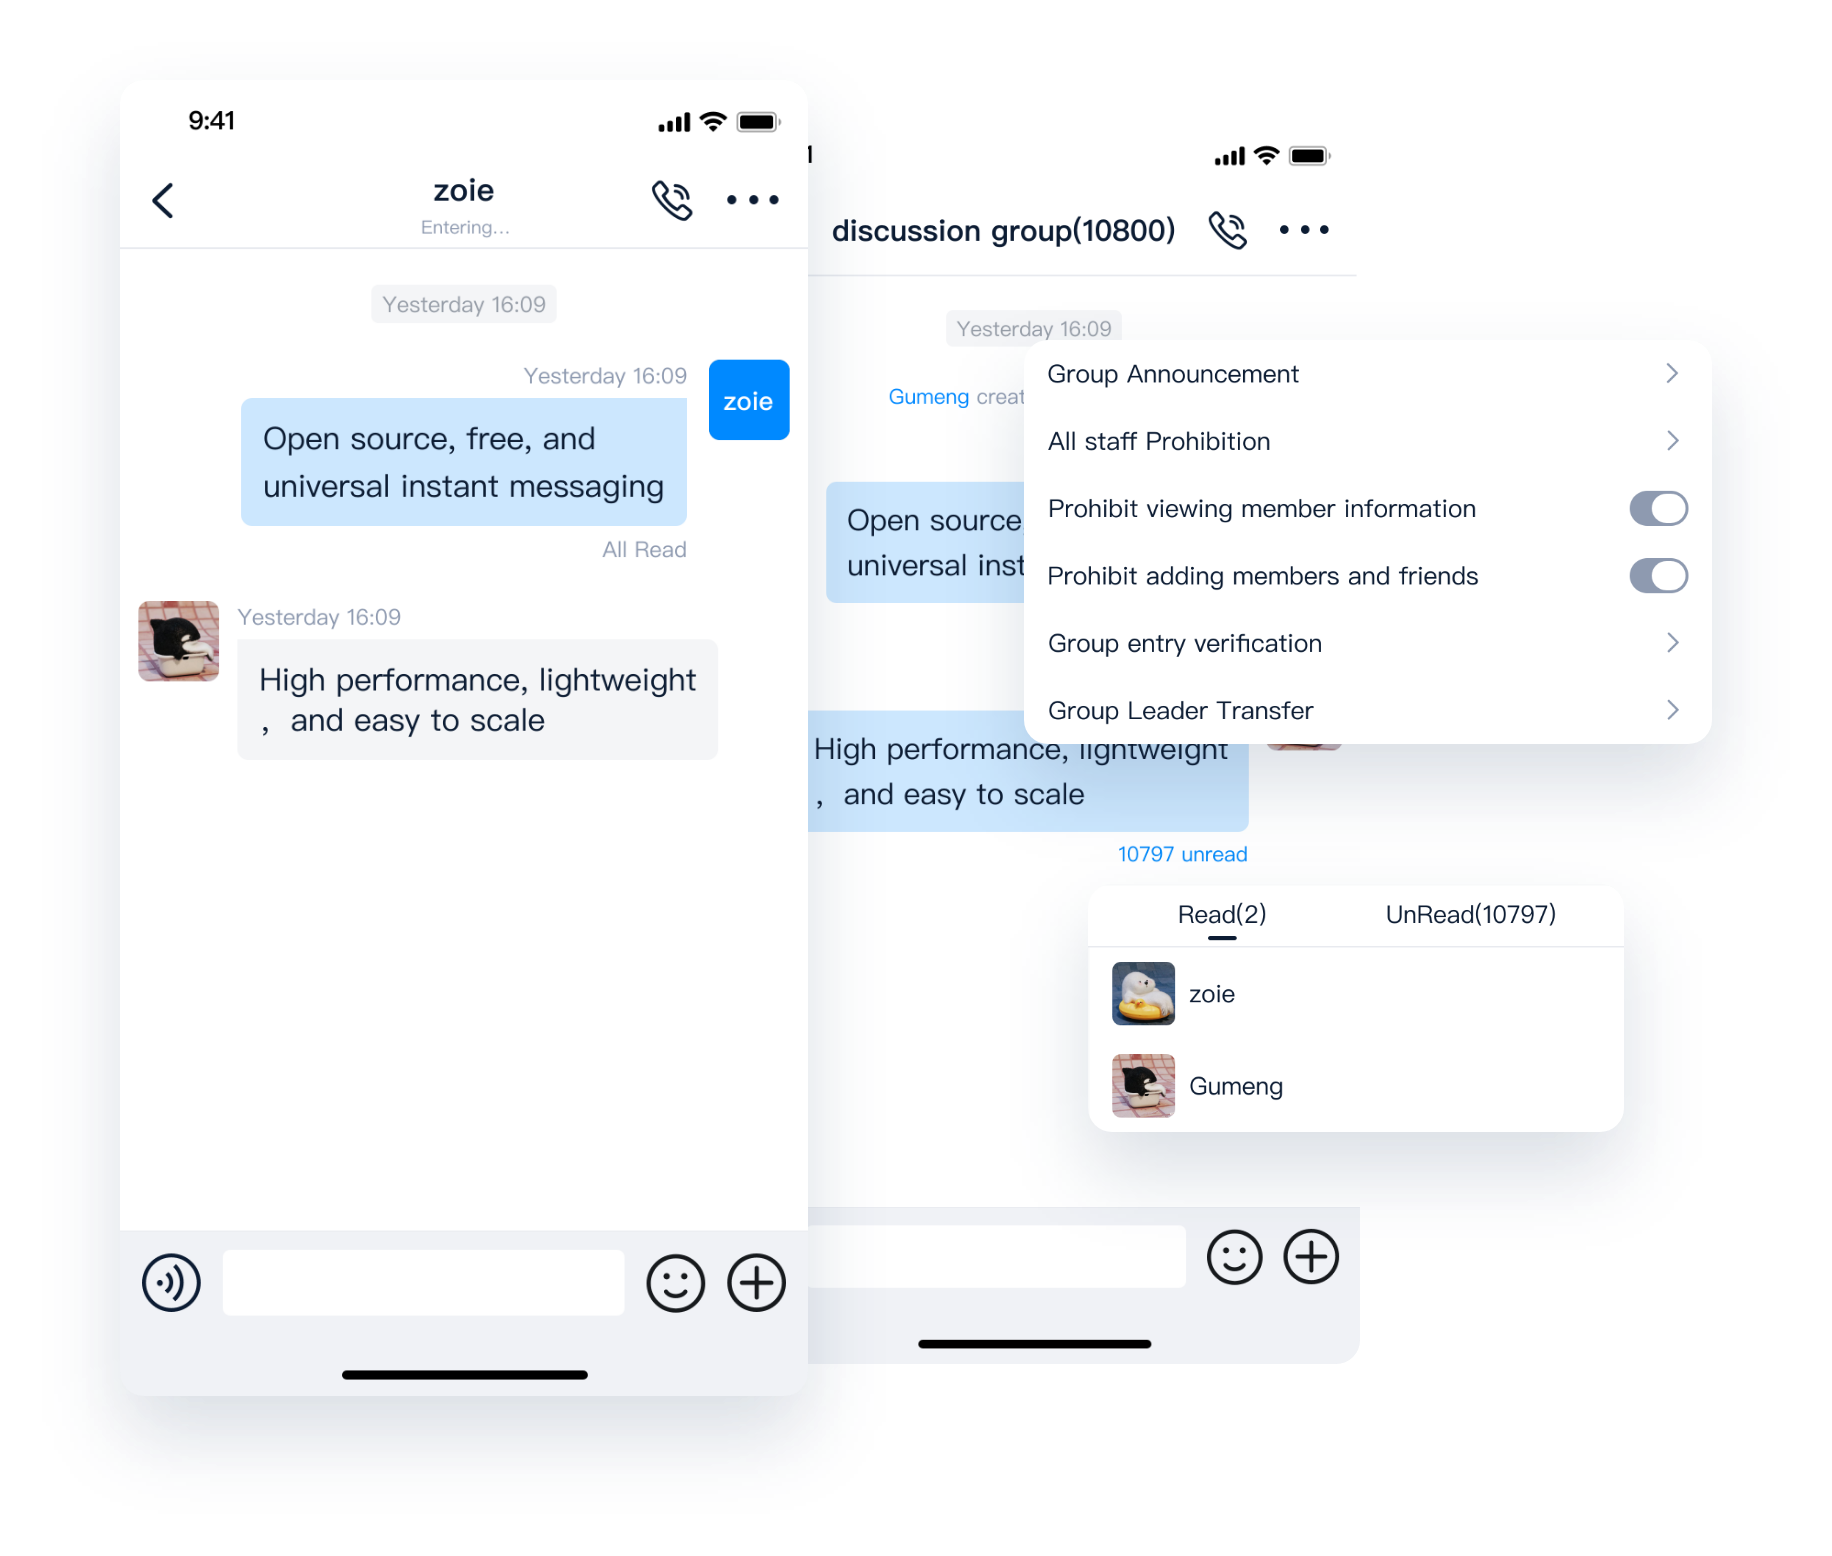 9:41
zoie
Entering...
Yesterday 16:09
Yesterday 16:09
zoie
Open source, free, and
universal instant messaging
All Read
Yesterday 16:09
High performance, lightweight
, and easy to scale
1
discussion group(10800)
Yesterday 16:09
Gumeng creat
Open source,
universal inst
High performance, lightweight
, and easy to scale
10797 unread
Group Announcement
All staff Prohibition
Prohibit viewing member information
Prohibit adding members and friends
Group entry verification
Group Leader Transfer
Read(2)
UnRead(10797)
zoie
Gumeng